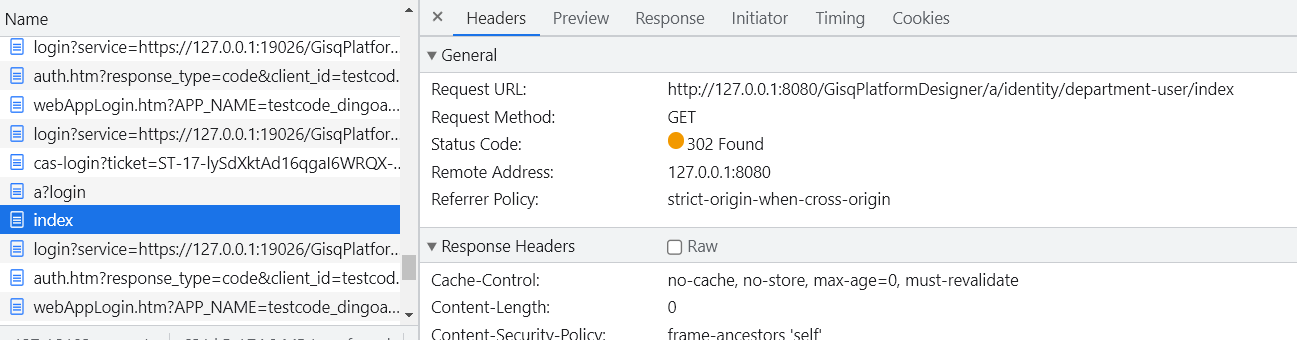 Name
login?service=https://127.0.0.1:19026/GisqPlatfor...
auth.htm?response_type=code&client_id=testcod...
webAppLogin.htm?APP_NAME=testcode_dingoa...
login?service=https://127.0.0.1:19026/GisqPlatfor...
cas-login?ticket=ST-17-lySdXktAd16qgaI6WRQX-...
a?login
index
login?service=https://127.0.0.1:19026/GisqPlatfor...
auth.htm?response_type=code&client_id=testcod...
webAppLogin.htm?APP_NAME=testcode_dingoa...
× Headers Preview Response Initiator Timing Cookies
▼ General
Request URL: http://127.0.0.1:8080/GisqPlatformDesigner/a/identity/department-user/index
Request Method: GET
Status Code: 302 Found
Remote Address: 127.0.0.1:8080
Referrer Policy: strict-origin-when-cross-origin
▼ Response Headers Raw
Cache-Control: no-cache, no-store, max-age=0, must-revalidate
Content-Length: 0
Content-Security-Policy: frame-ancestors 'self'